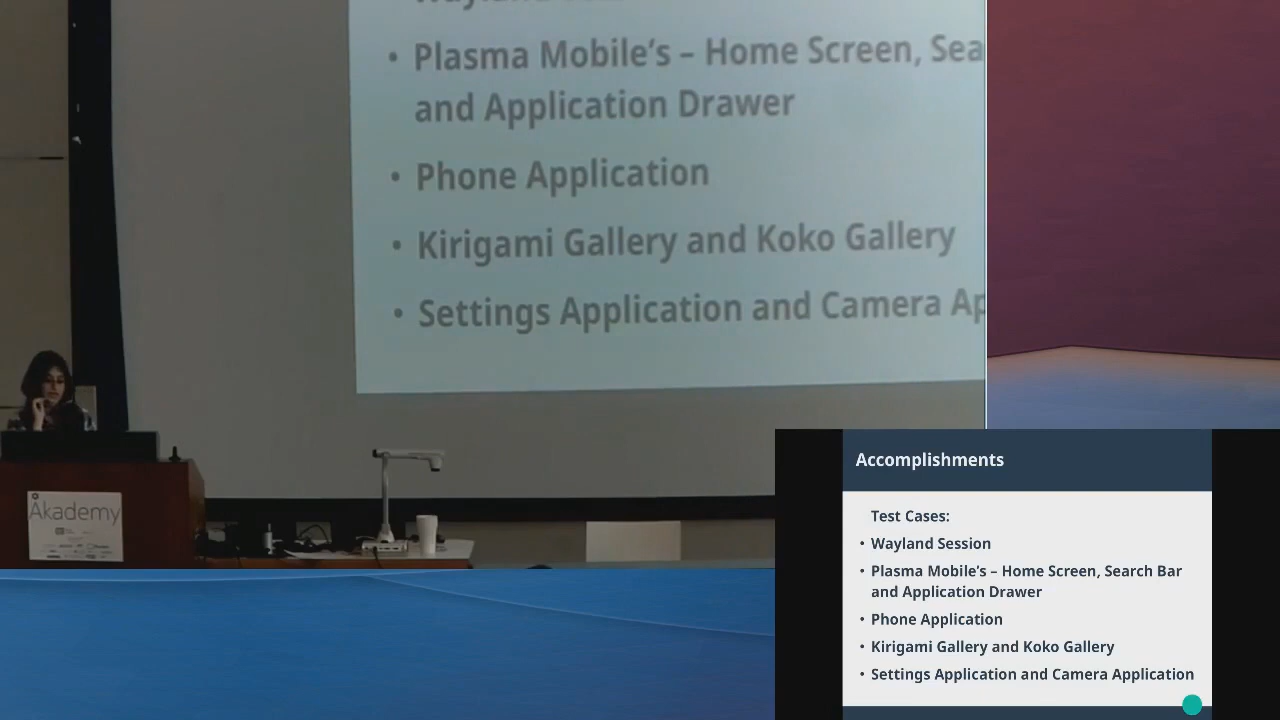 Wayland
• Plasma Mobile’s – Home Screen, Sea
and Application Drawer
• Phone Application
• Kirigami Gallery and Koko Gallery
• Settings Application and Camera Ap
Akademy
Accomplishments
Test Cases:
• Wayland Session
• Plasma Mobile’s – Home Screen, Search Bar
and Application Drawer
• Phone Application
• Kirigami Gallery and Koko Gallery
• Settings Application and Camera Application